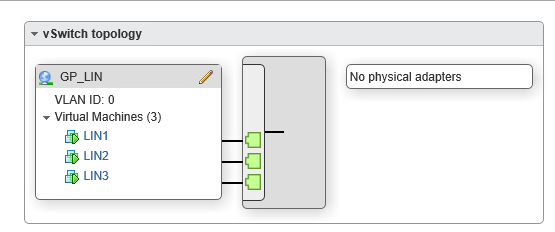 vSwitch topology
GP_LIN
VLAN ID: 0
Virtual Machines (3)
LIN1
LIN2
LIN3
No physical adapters